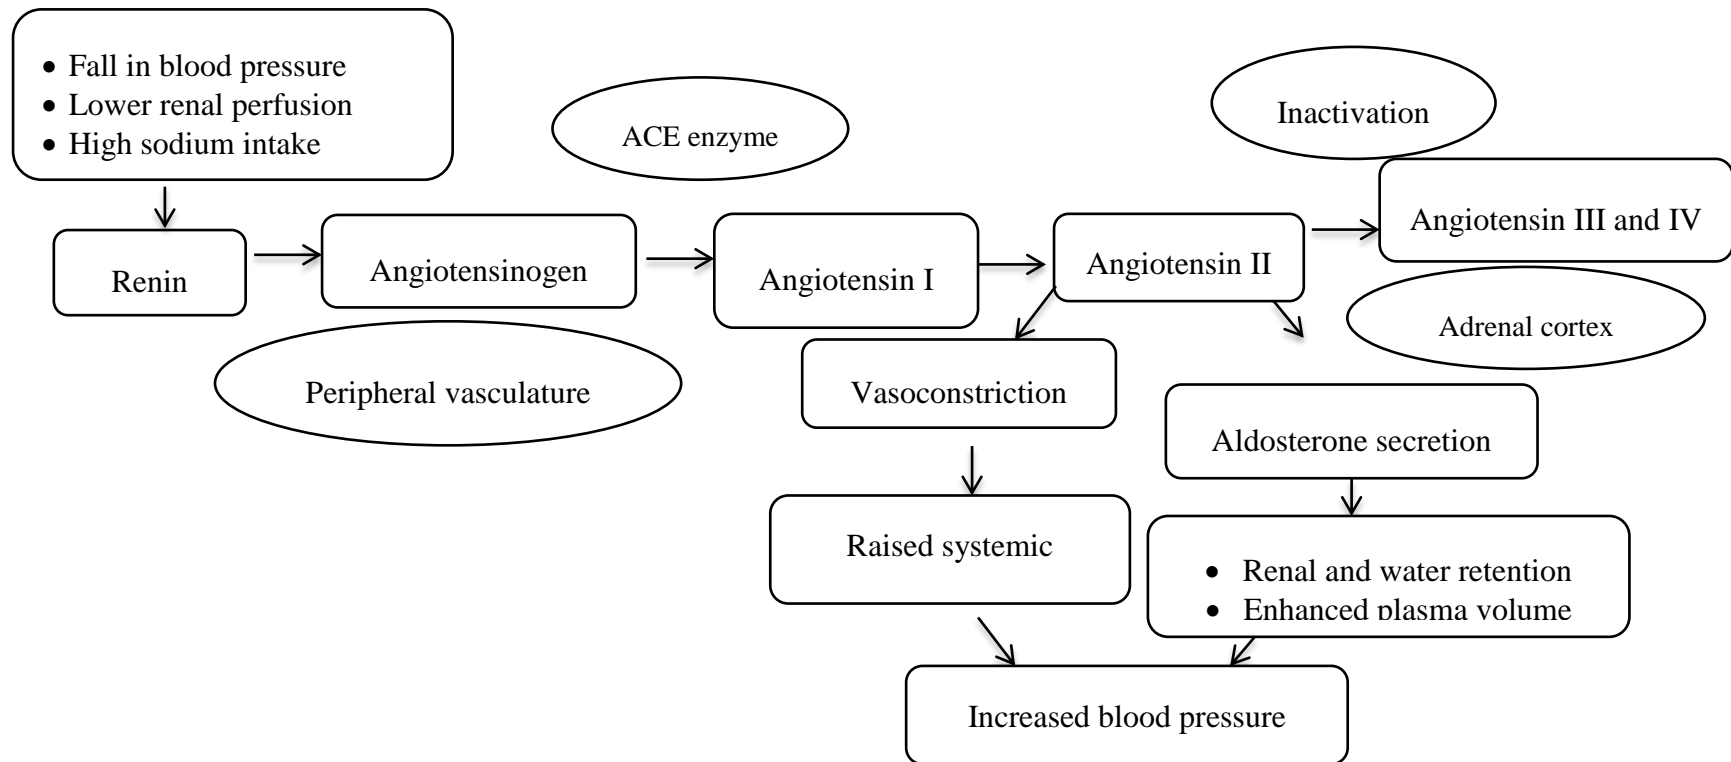 • Fall in blood pressure
• Lower renal perfusion
• High sodium intake
ACE enzyme
Inactivation
Renin
Angiotensinogen
Angiotensin I
Angiotensin II
Angiotensin III and IV
Peripheral vasculature
Adrenal cortex
Vasoconstriction
Aldosterone secretion
Raised systemic
• Renal and water retention
• Enhanced plasma volume
Increased blood pressure